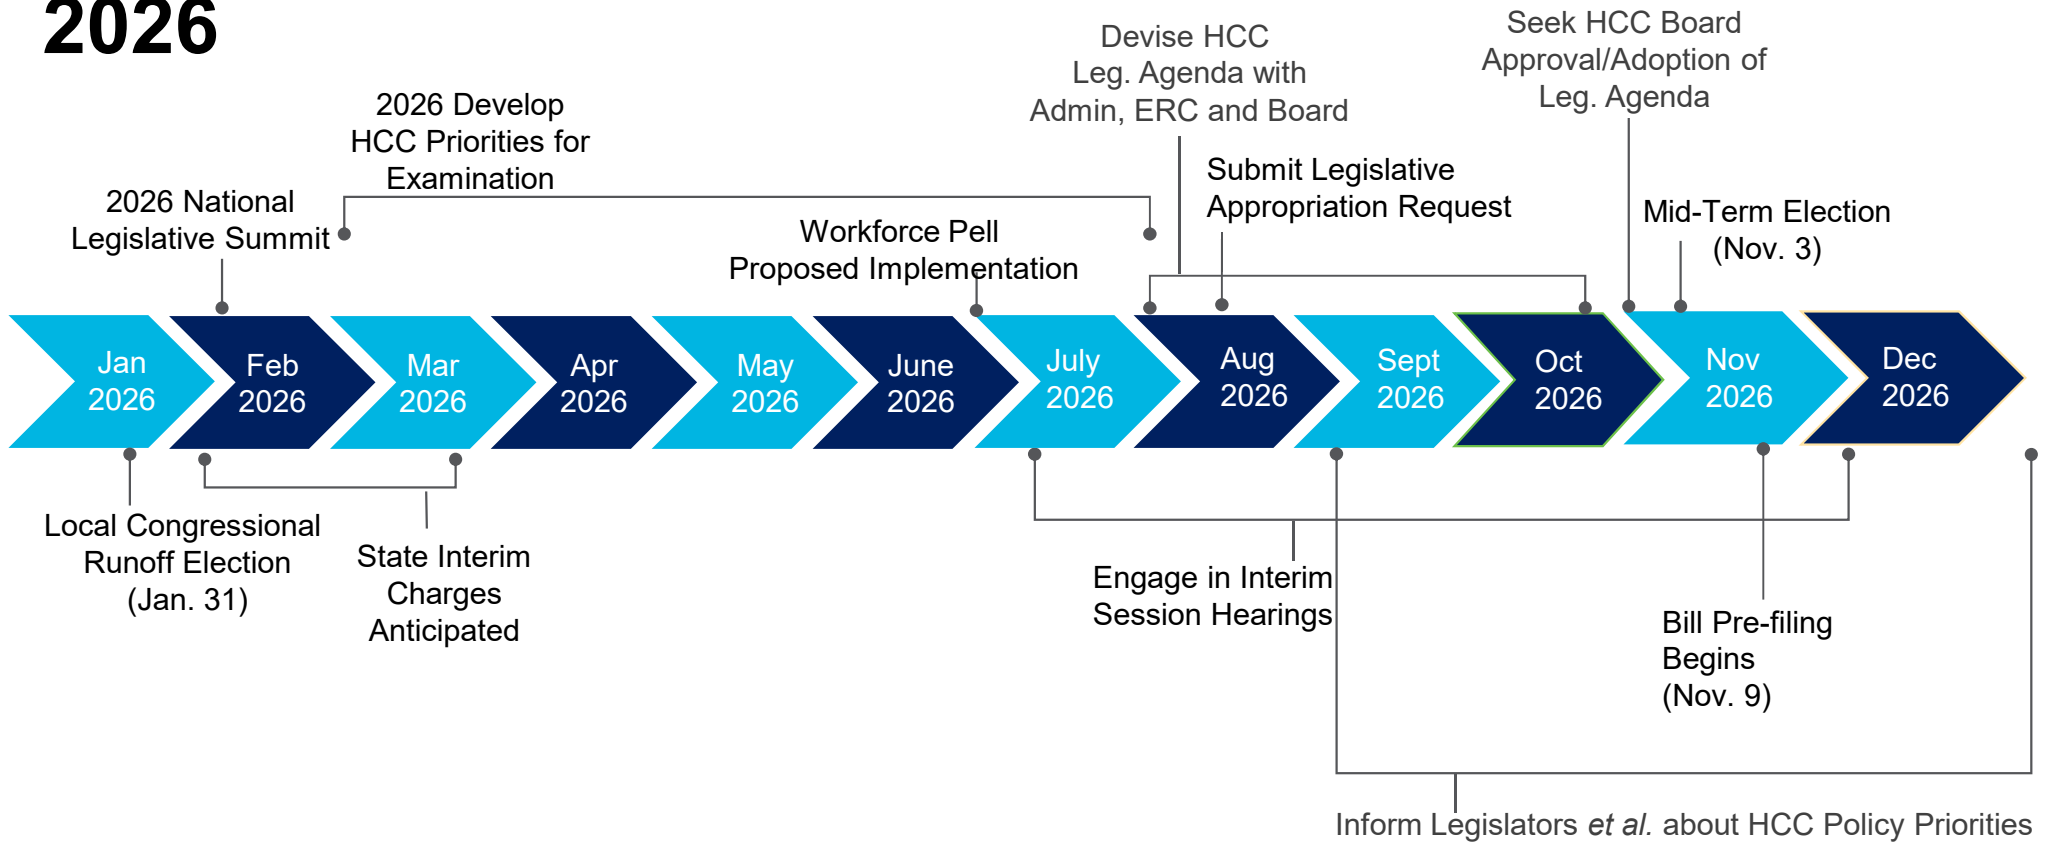 2026
Devise HCC
Leg. Agenda with
Admin, ERC and Board
Seek HCC Board
Approval/Adoption of
Leg. Agenda
2026 Develop
HCC Priorities for
Examination
Submit Legislative
Appropriation Request
2026 National
Legislative Summit
Workforce Pell
Proposed Implementation
Mid-Term Election
(Nov. 3)
Jan
2026
Feb
2026
Mar
2026
Apr
2026
May
2026
June
2026
July
2026
Aug
2026
Sept
2026
Oct
2026
Nov
2026
Dec
2026
Local Congressional
Runoff Election
(Jan. 31)
State Interim
Charges
Anticipated
Engage in Interim
Session Hearings
Bill Pre-filing
Begins
(Nov. 9)
Inform Legislators et al. about HCC Policy Priorities